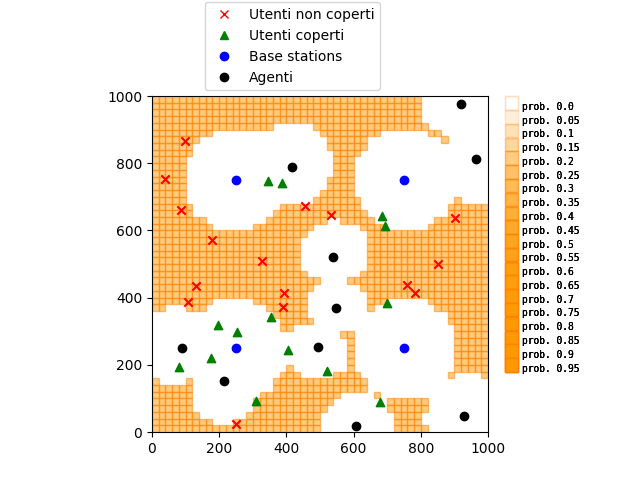 Utenti non coperti
Utenti coperti
Base stations
Agenti
1000
800
600
400
200
0
0 200 400 600 800 1000
prob. 0.0
prob. 0.05
prob. 0.1
prob. 0.15
prob. 0.2
prob. 0.25
prob. 0.3
prob. 0.35
prob. 0.4
prob. 0.45
prob. 0.5
prob. 0.55
prob. 0.6
prob. 0.65
prob. 0.7
prob. 0.75
prob. 0.8
prob. 0.85
prob. 0.9
prob. 0.95